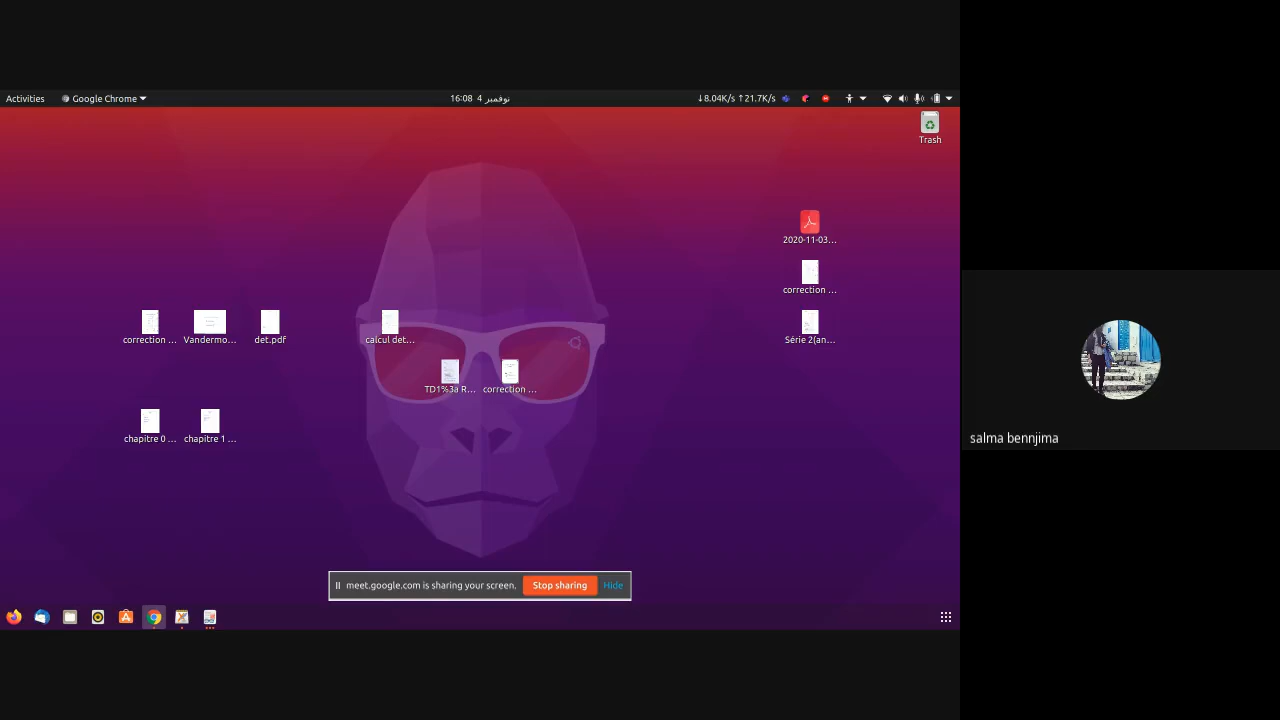 Activities
Google Chrome
16:08 4 نوفمبر
↓8.04K/s ↑21.7K/s
Trash
2020-11-03...
correction ...
Série 2(an...
correction ...
Vandermo...
det.pdf
calcul det...
TD1%3a R...
correction ...
chapitre 0 ...
chapitre 1 ...
salma bennjima
meet.google.com is sharing your screen.
Stop sharing
Hide